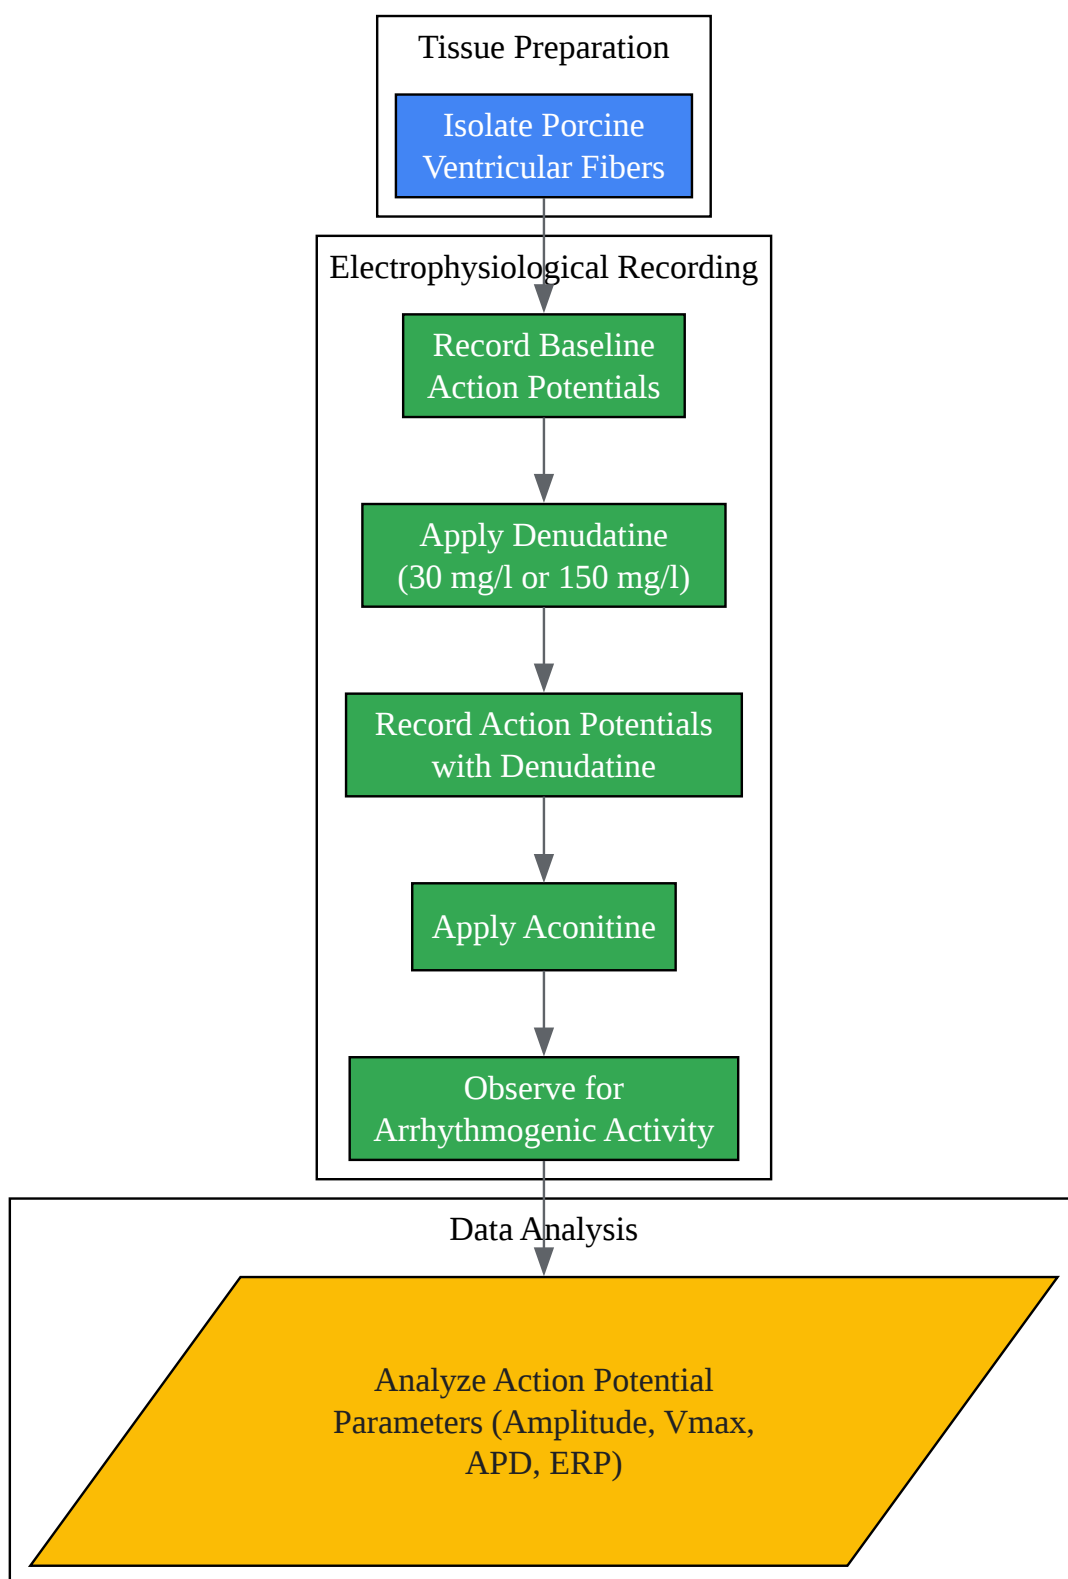 Tissue Preparation
Isolate Porcine
Ventricular Fibers
Electrophysiological Recording
Record Baseline
Action Potentials
Apply Denudatine
(30 mg/l or 150 mg/l)
Record Action Potentials
with Denudatine
Apply Aconitine
Observe for
Arrhythmogenic Activity
Data Analysis
Analyze Action Potential
Parameters (Amplitude, Vmax,
APD, ERP)